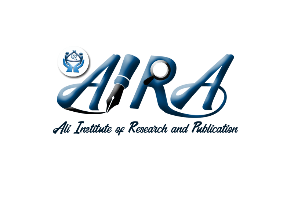 AIRA
Ali Institute of Research and Publication